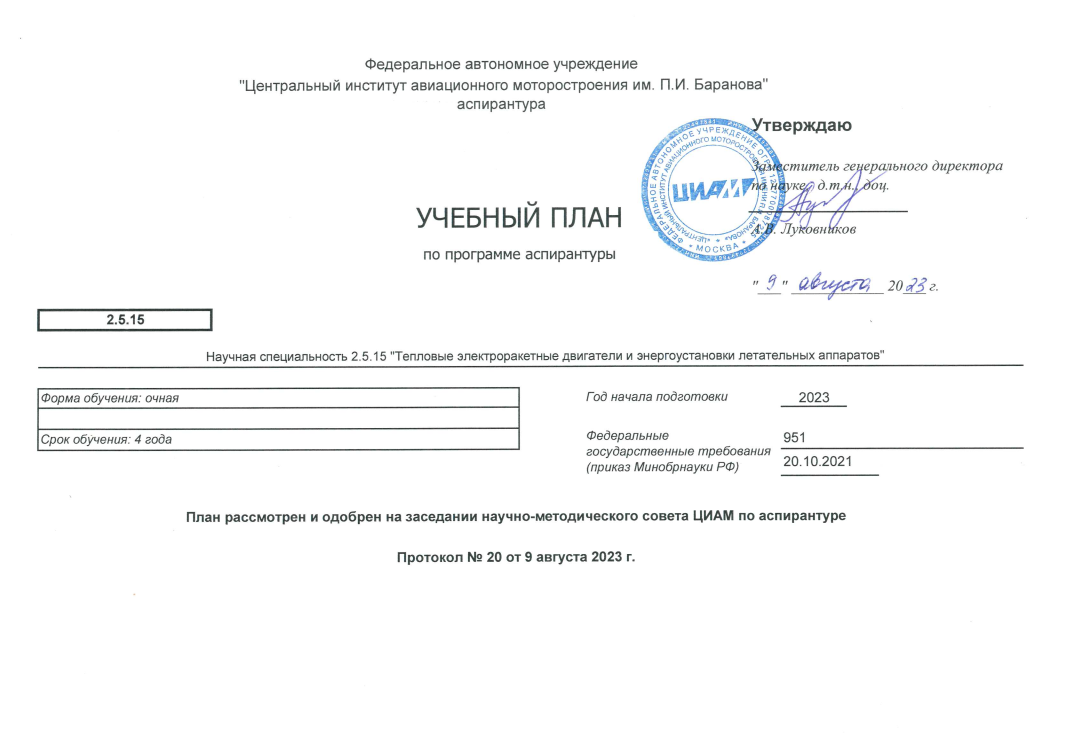 Федеральное автономное учреждение
"Центральный институт авиационного моторостроения им. П.И. Баранова"
аспирантура
Утверждаю
Заместитель генерального директора
по науке, д.т.н., доц.
А.В. Луковников
ЦИАМ
МОСКВА
УЧЕБНЫЙ ПЛАН
по программе аспирантуры
"9" августа 2023 г.
2.5.15
Научная специальность 2.5.15 "Тепловые электроракетные двигатели и энергоустановки летательных аппаратов"
Форма обучения: очная
Срок обучения: 4 года
Год начала подготовки 2023
Федеральные 951
государственные требования
(приказ Минобрнауки РФ) 20.10.2021
План рассмотрен и одобрен на заседании научно-методического совета ЦИАМ по аспирантуре
Протокол № 20 от 9 августа 2023 г.